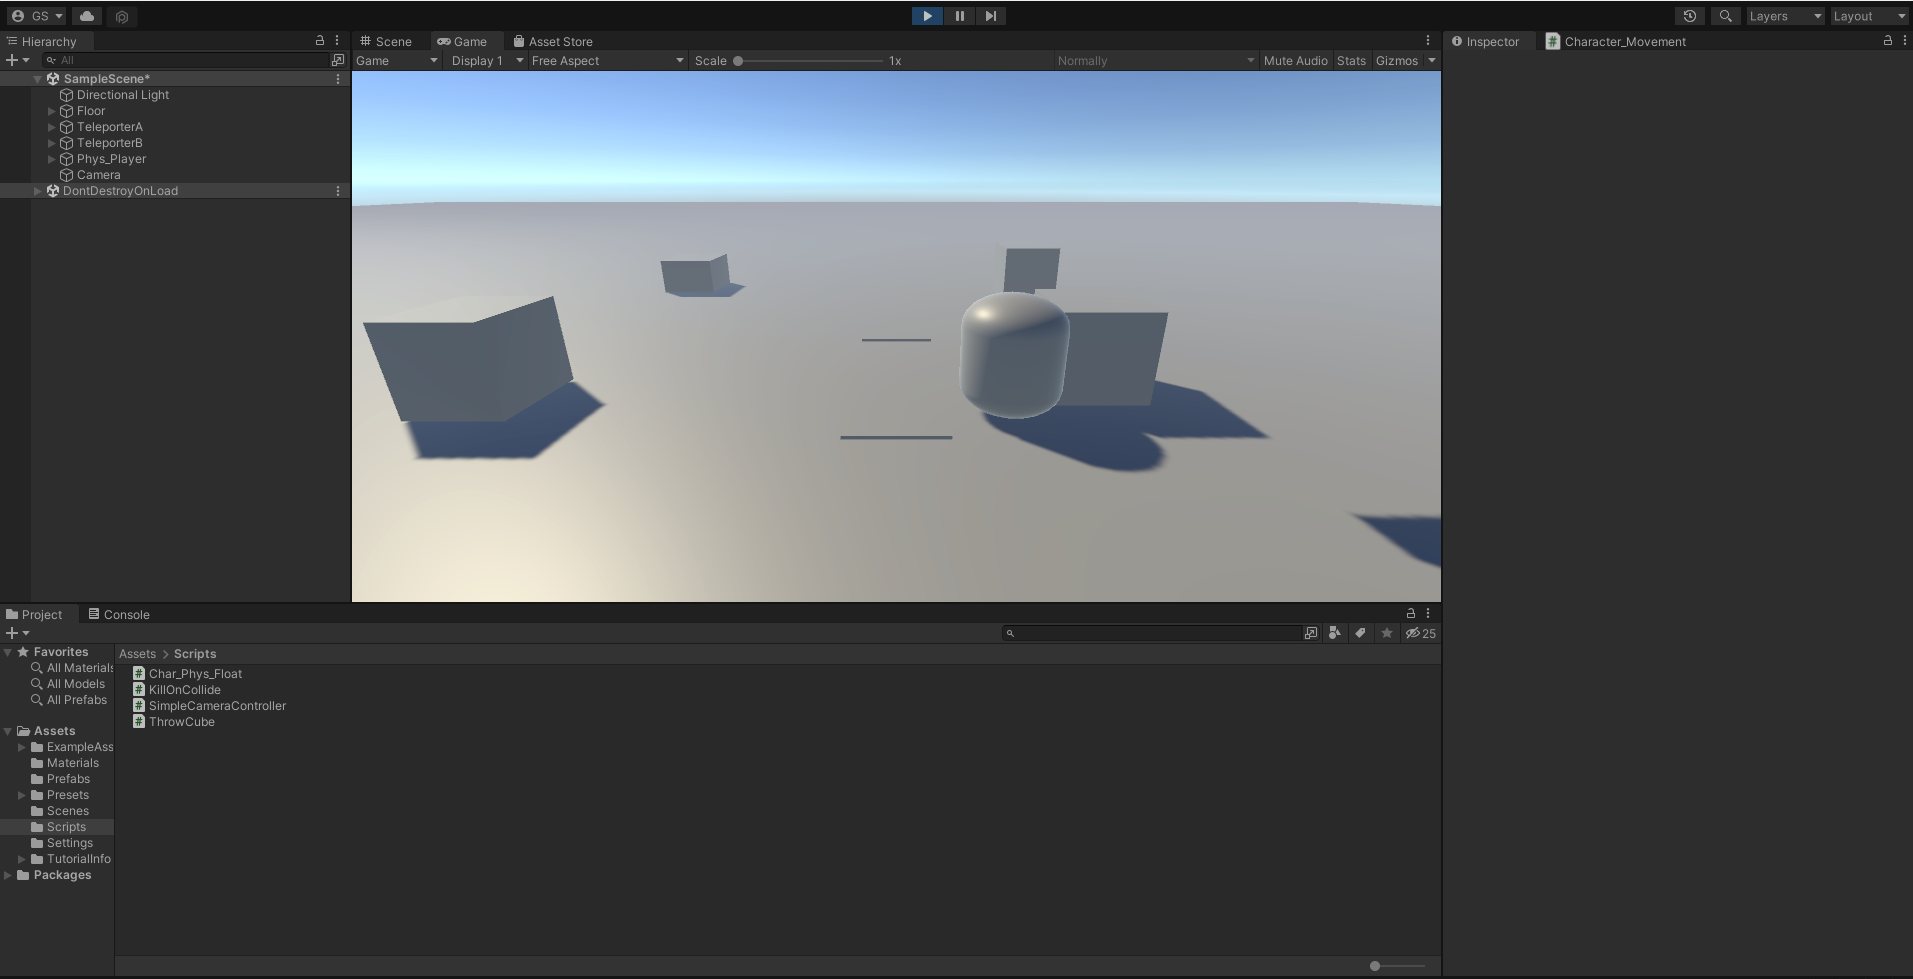 GS
Layers
Layout
Hierarchy
All
SampleScene*
Directional Light
Floor
TeleporterA
TeleporterB
Phys_Player
Camera
DontDestroyOnLoad
Scene
Game
Asset Store
Game
Display 1
Free Aspect
Scale
1x
Normally
Mute Audio
Stats
Gizmos
Inspector
# Character_Movement
Project
Console
25
Favorites
All Materials
All Models
All Prefabs
Assets
ExampleAss
Materials
Prefabs
Presets
Scenes
Scripts
Settings
TutorialInfo
Packages
Assets > Scripts
# Char_Phys_Float
# KillOnCollide
# SimpleCameraController
# ThrowCube